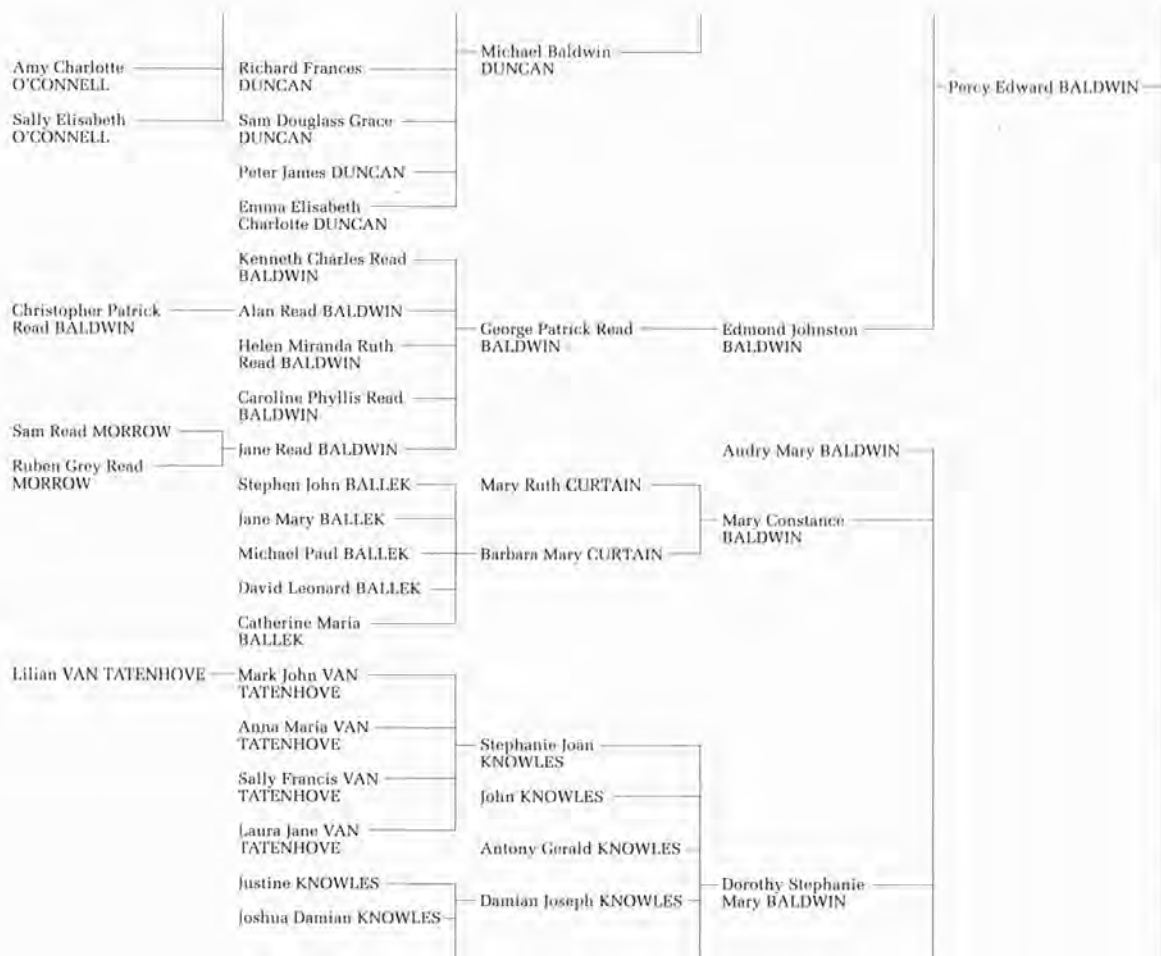 Amy Charlotte
O'CONNELL
Sally Elisabeth
O'CONNELL
Christopher Patrick
Read BALDWIN
Sam Read MORROW
Ruben Grey Read
MORROW
Lilian VAN TATENHOVE
Richard Frances
DUNCAN
Sam Douglass Grace
DUNCAN
Peter James DUNCAN
Emma Elisabeth
Charlotte DUNCAN
Kenneth Charles Read
BALDWIN
Alan Read BALDWIN
Helen Miranda Ruth
Read BALDWIN
Caroline Phyllis Read
BALDWIN
Jane Read BALDWIN
Stephen John BALLEK
Jane Mary BALLEK
Michael Paul BALLEK
David Leonard BALLEK
Catherine Maria
BALLEK
Mark John VAN
TATENHOVE
Anna Maria VAN
TATENHOVE
Sally Francis VAN
TATENHOVE
Laura Jane VAN
TATENHOVE
Justine KNOWLES
Joshua Damian KNOWLES
Michael Baldwin
DUNCAN
George Patrick Read
BALDWIN
Mary Ruth CURTAIN
Barbara Mary CURTAIN
Stephanie Joan
KNOWLES
John KNOWLES
Antony Gerald KNOWLES
Damian Joseph KNOWLES
Edmond Johnston
BALDWIN
Audry Mary BALDWIN
Mary Constance
BALDWIN
Dorothy Stephanie
Mary BALDWIN
Percy Edward BALDWIN